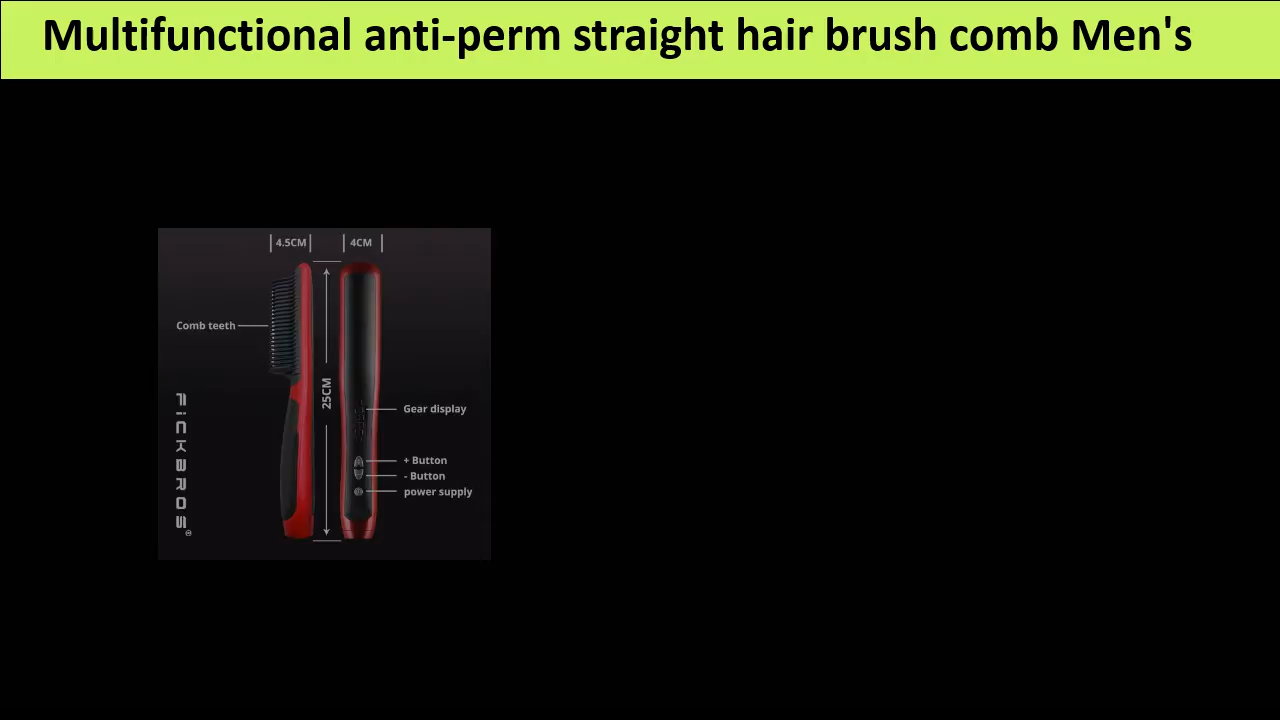 Multifunctional anti-perm straight hair brush comb Men's
4.5CM
4CM
Comb teeth
25CM
FiCKBROS®
Gear display
+ Button
- Button
power supply